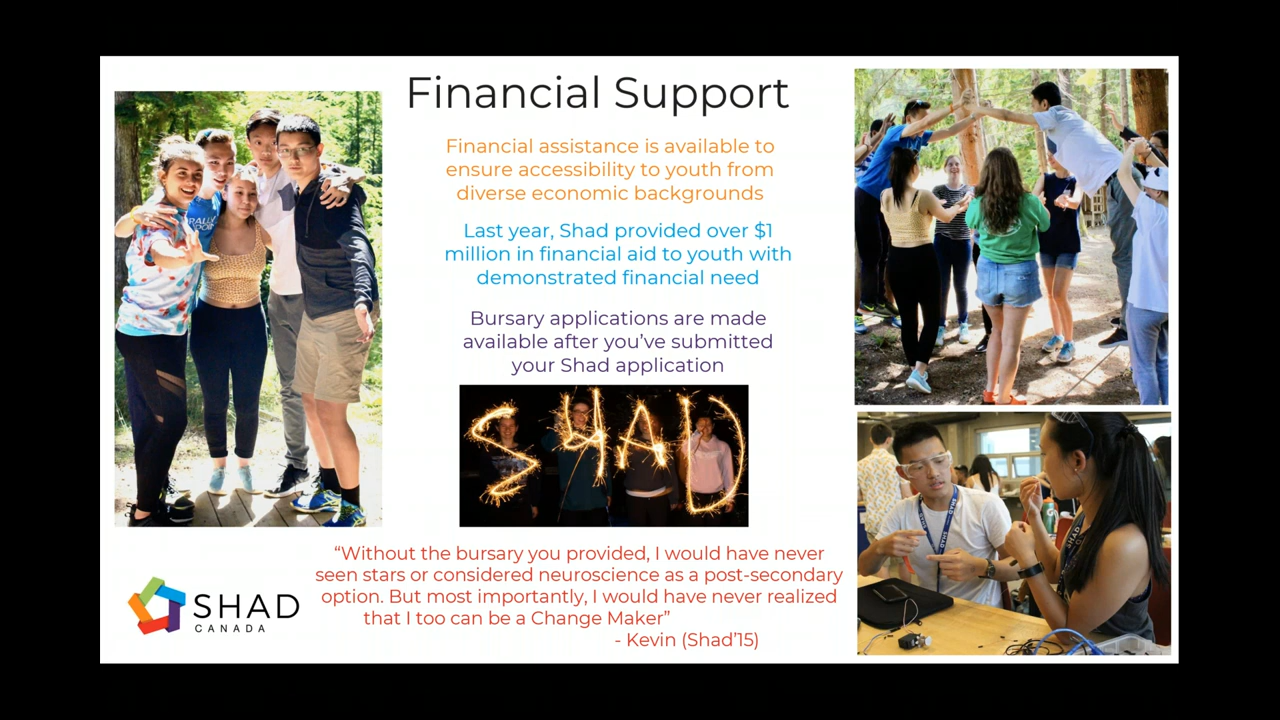 Financial Support
Financial assistance is available to
ensure accessibility to youth from
diverse economic backgrounds
Last year, Shad provided over $1
million in financial aid to youth with
demonstrated financial need
Bursary applications are made
available after you’ve submitted
your Shad application
SHAD
“Without the bursary you provided, I would have never
seen stars or considered neuroscience as a post-secondary
option. But most importantly, I would have never realized
that I too can be a Change Maker”
- Kevin (Shad’15)
SHAD
CANADA
SHAD
SHAD